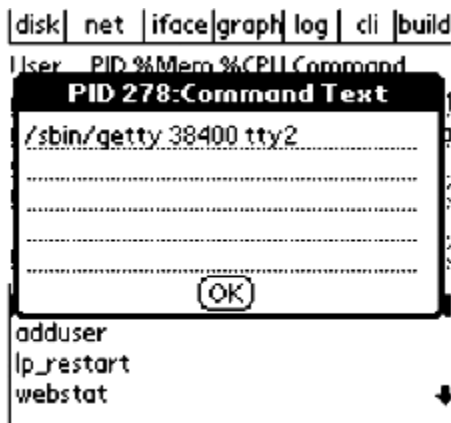 disk net iface graph log cli build
User PID %Mem %CPU Command
PID 278:Command Text
/sbin/getty 38400 tty2
OK
adduser
lp_restart
webstat